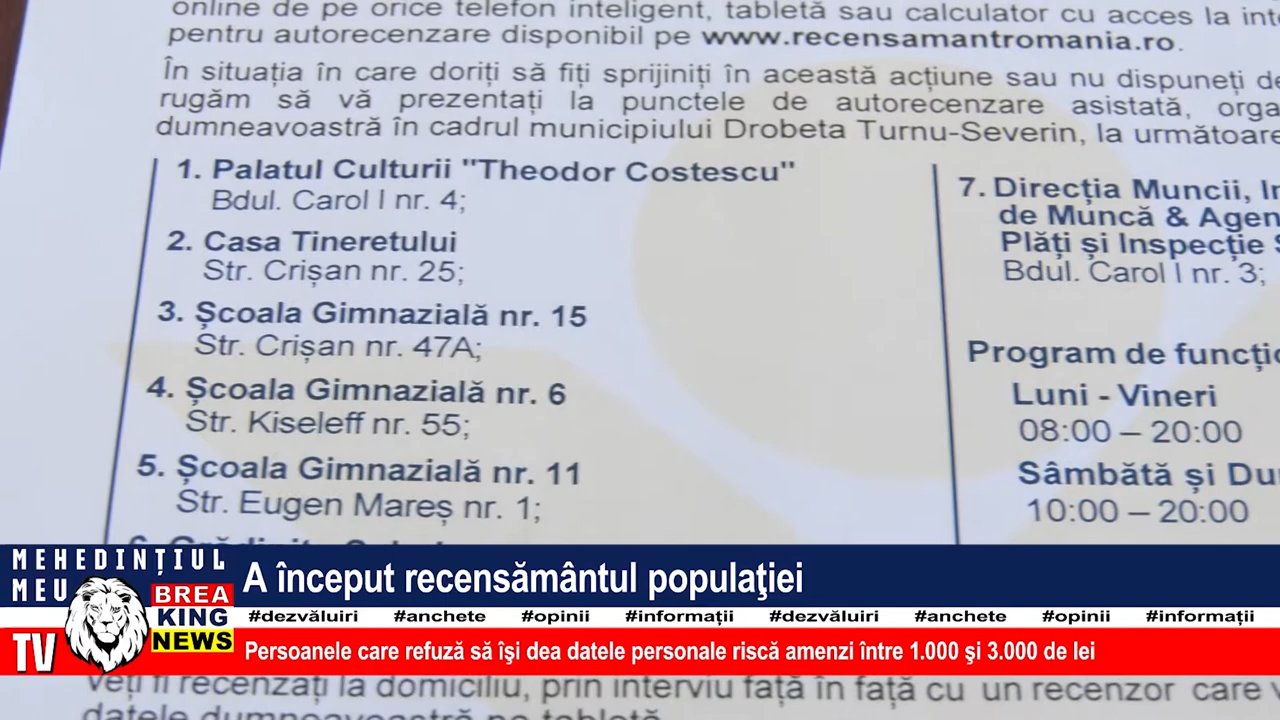 online de pe orice telefon inteligent, tabletă sau calculator cu acces la
pentru autorecenzare disponibil pe www.recensamantromania.ro.
În situația în care doriți să fiți sprijiniți în această acțiune sau nu dispuneți
rugăm să vă prezentați la punctele de autorecenzare asistată,
dumneavoastră în cadrul municipiului Drobeta Turnu-Severin, la
1. Palatul Culturii "Theodor Costescu"
Bdul. Carol I nr. 4;
2. Casa Tineretului
Str. Crișan nr. 25;
3. Școala Gimnazială nr. 15
Str. Crișan nr. 47A;
4. Școala Gimnazială nr. 6
Str. Kiseleff nr. 55;
5. Școala Gimnazială nr. 11
Str. Eugen Mareș nr. 1;
7. Direcția Muncii,
de Muncă &
Plăți și Inspecție
Bdul. Carol I nr. 3;
Program de
Luni - Vineri
08:00 – 20:00
Sâmbătă și
10:00 – 20:00
MEHEDINȚIUL
MEU
TV
BREA
KING
NEWS
A început recensământul populaţiei
#dezvăluiri #anchete #opinii #informații #dezvăluiri #anchete #opinii #informații
Persoanele care refuză să îşi dea datele personale riscă amenzi între 1.000 şi 3.000 de lei
Veți fi recenzați la domiciliu, prin interviu față în față cu un recenzor care
datele dumneavoastră pe tabletă.